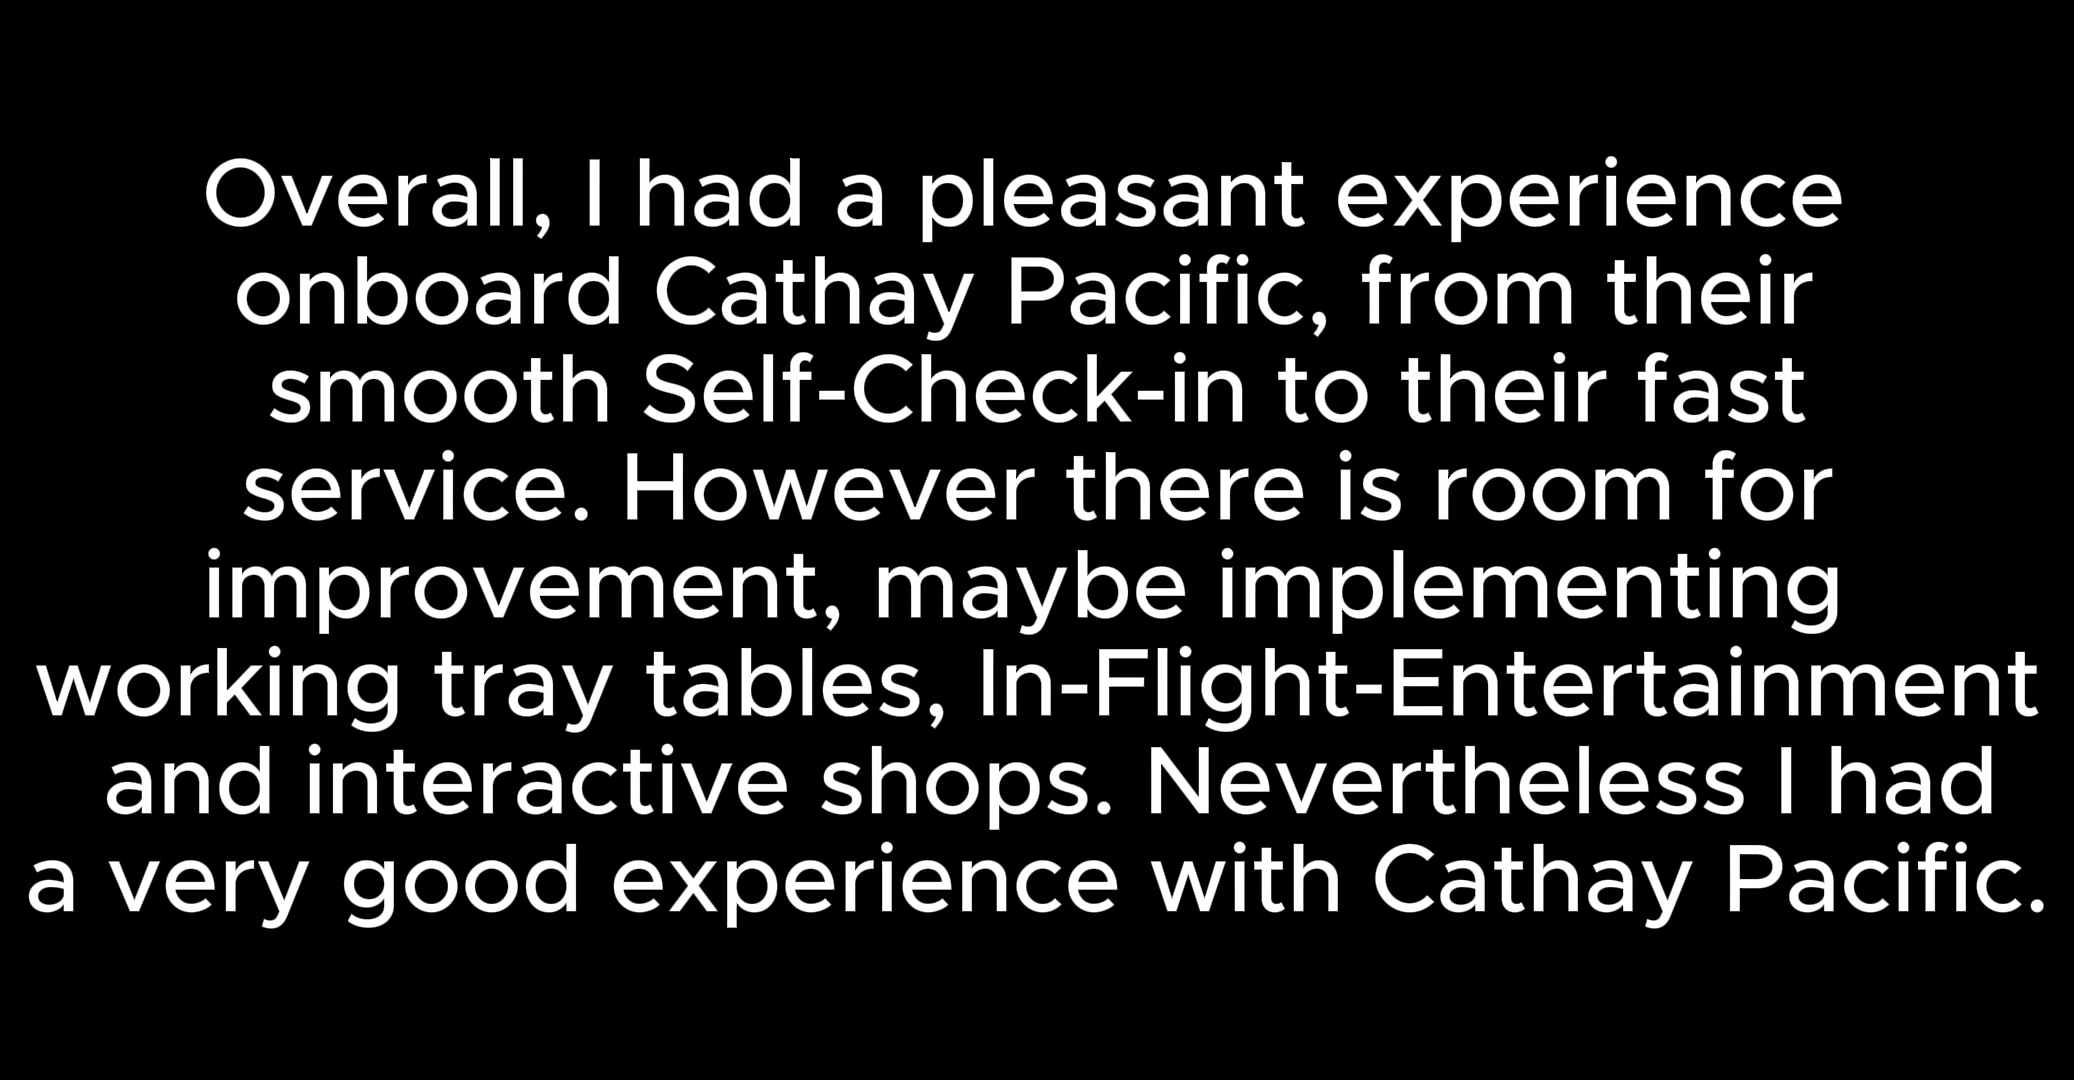 Overall, I had a pleasant experience
onboard Cathay Pacific, from their
smooth Self-Check-in to their fast
service. However there is room for
improvement, maybe implementing
working tray tables, In-Flight-Entertainment
and interactive shops. Nevertheless I had
a very good experience with Cathay Pacific.